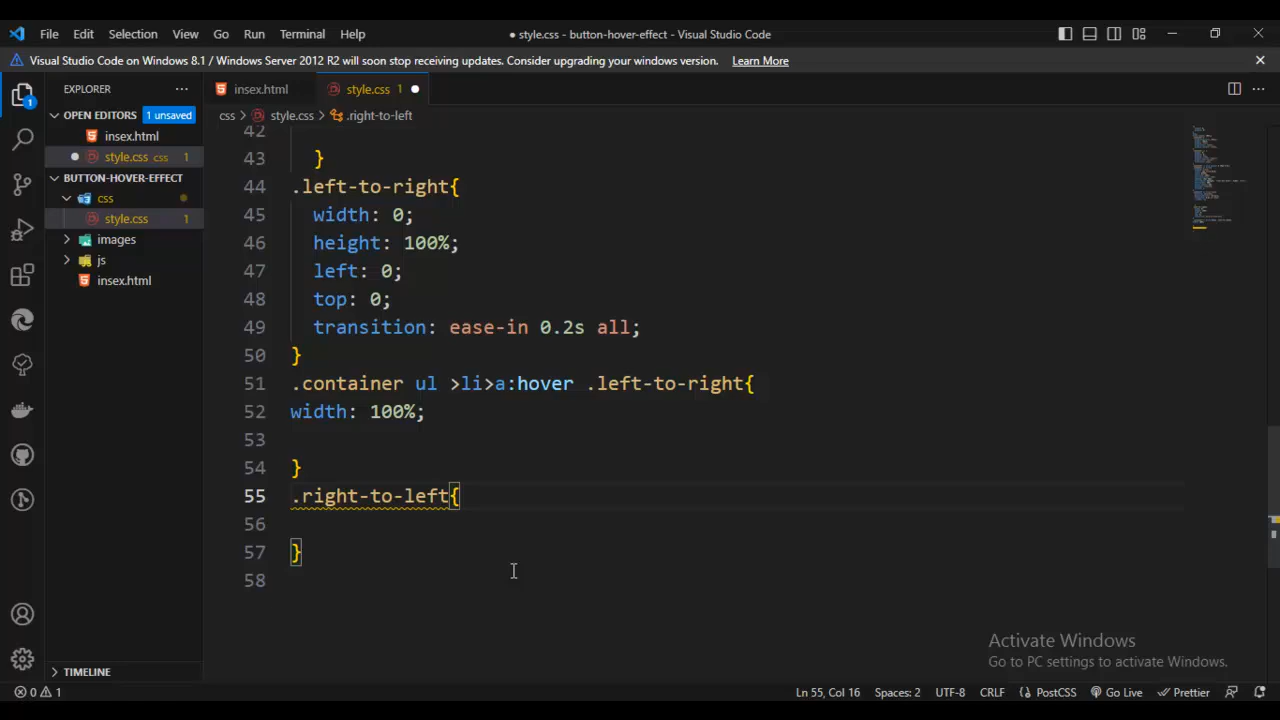 File Edit Selection View Go Run Terminal Help
● style.css - button-hover-effect - Visual Studio Code
Visual Studio Code on Windows 8.1 / Windows Server 2012 R2 will soon stop receiving updates. Consider upgrading your windows version. Learn More
EXPLORER
insex.html
style.css 1
OPEN EDITORS 1 unsaved
css > style.css > .right-to-left
insex.html
style.css css 1
BUTTON-HOVER-EFFECT
css
style.css 1
images
js
insex.html
TIMELINE
42
43 }
44 .left-to-right{
45 width: 0;
46 height: 100%;
47 left: 0;
48 top: 0;
49 transition: ease-in 0.2s all;
50 }
51 .container ul >li>a:hover .left-to-right{
52 width: 100%;
53
54 }
55 .right-to-left{
56
57 }
58
1
Activate Windows
Go to PC settings to activate Windows.
0 1
Ln 55, Col 16 Spaces: 2 UTF-8 CRLF PostCSS Go Live Prettier